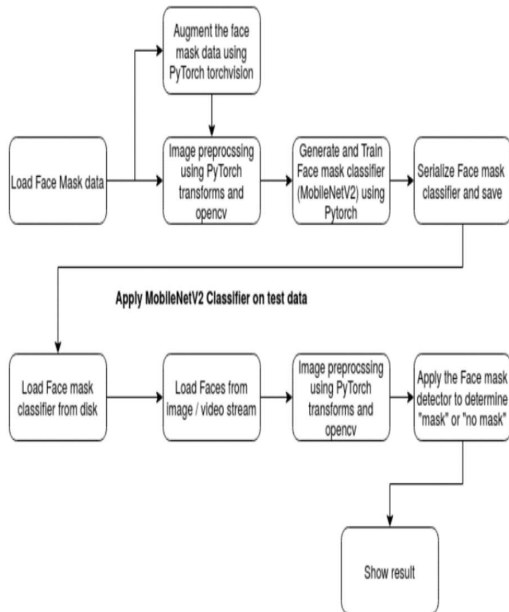 Augment the face
mask data using
PyTorch torchvision
Load Face Mask data
Image preprocssing
using PyTorch
transforms and
opencv
Generate and Train
Face mask classifier
(MobileNetV2) using
Pytorch
Serialize Face mask
classifier and save
Apply MobileNetV2 Classifier on test data
Load Face mask
classifier from disk
Load Faces from
image / video stream
Image preprocssing
using PyTorch
transforms and
opencv
Apply the Face mask
detector to determine
"mask" or "no mask"
Show result